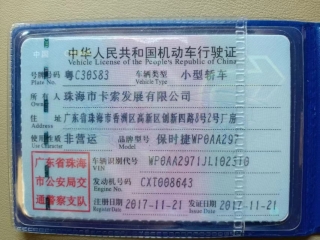 中华人民共和国机动车行驶证
Vehicle License of the People's Republic of China
号牌号码 粤C30S83 车辆类型 小型轿车
Plate No. Vehicle Type
所有人 珠海市卡索发展有限公司
Owner
住址 广东省珠海市香洲区高新区创新四路8号2号厂房
Address
使用性质 非营运 品牌型号 保时捷WP0AA297
Use Character Model
广东省珠海
市公安局交
通警察支队
车辆识别代号
VIN
发动机号码 CXT008643
Engine No.
注册日期 2017-11-21 发证日期 2017-11-21
Register Date Issue Date